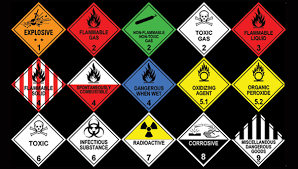 EXPLOSIVE
1
FLAMMABLE
GAS
2
NON-FLAMMABLE
NON-TOXIC
GAS
2
TOXIC
GAS
2
FLAMMABLE
LIQUID
3
FLAMMABLE
SOLID
4
SPONTANEOUSLY
COMBUSTIBLE
4
DANGEROUS
WHEN WET
4
OXIDIZING
AGENT
5.1
ORGANIC
PEROXIDE
5.2
TOXIC
6
INFECTIOUS
SUBSTANCE
6
RADIOACTIVE
7
CORROSIVE
8
MISCELLANEOUS
DANGEROUS
GOODS
9